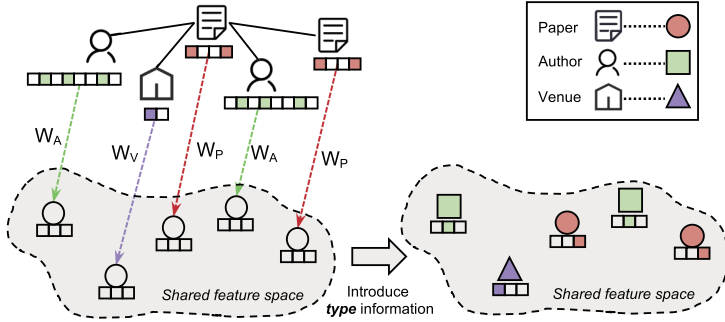 Paper
Author
Venue
W_A
W_V
W_P
W_A
W_P
Shared feature space
Introduce
type information
Shared feature space